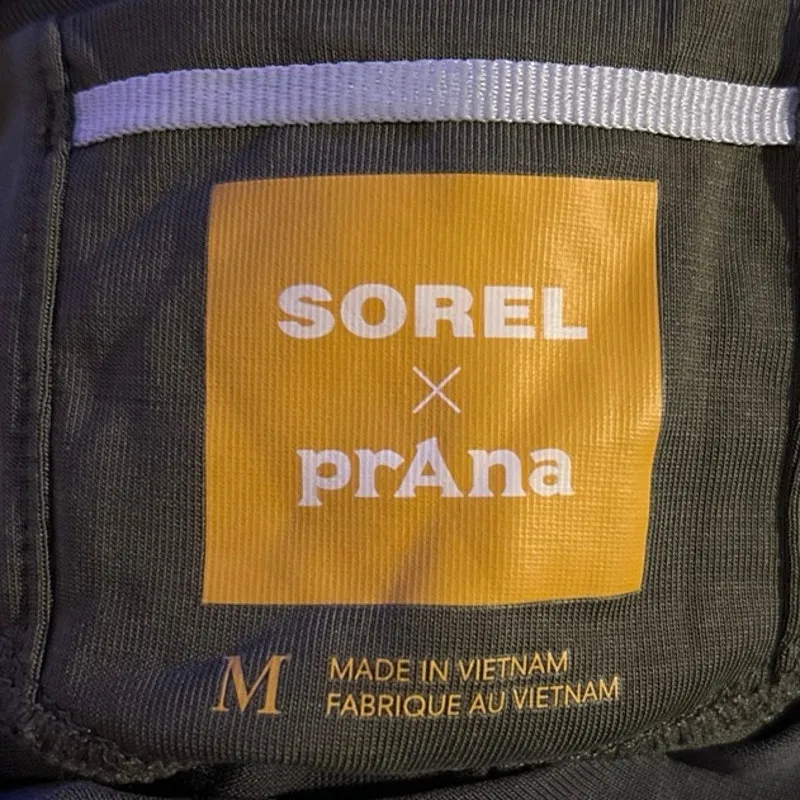 SOREL
×
prAna
M
MADE IN VIETNAM
FABRIQUE AU VIETNAM